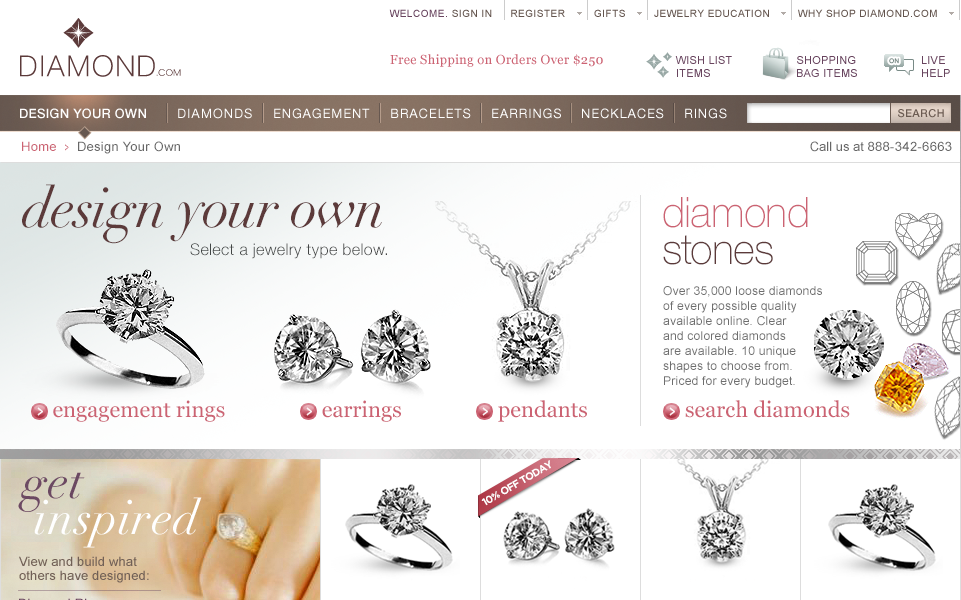 WELCOME. SIGN IN
REGISTER
GIFTS
JEWELRY EDUCATION
WHY SHOP DIAMOND.COM
DIAMOND.COM
Free Shipping on Orders Over $250
WISH LIST
ITEMS
SHOPPING
BAG ITEMS
ON
LIVE
HELP
DESIGN YOUR OWN
DIAMONDS
ENGAGEMENT
BRACELETS
EARRINGS
NECKLACES
RINGS
SEARCH
Home > Design Your Own
Call us at 888-342-6663
design your own
Select a jewelry type below.
engagement rings
earrings
pendants
diamond
stones
Over 35,000 loose diamonds
of every possible quality
available online. Clear
and colored diamonds
are available. 10 unique
shapes to choose from.
Priced for every budget.
search diamonds
get
inspired
View and build what
others have designed:
10% OFF TODAY